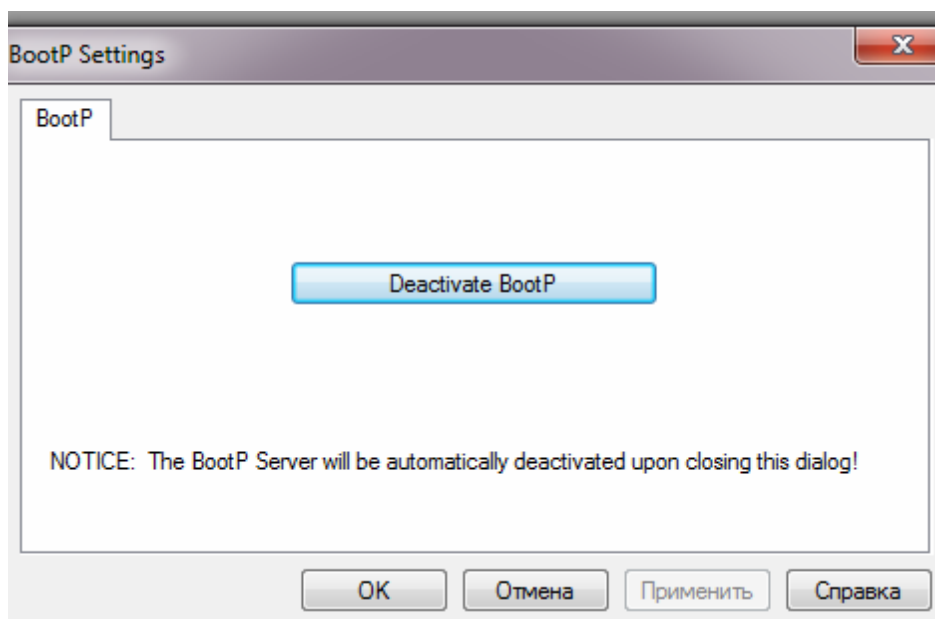 BootP Settings
BootP
Deactivate BootP
NOTICE:  The BootP Server will be automatically deactivated upon closing this dialog!
OK
Отмена
Применить
Справка